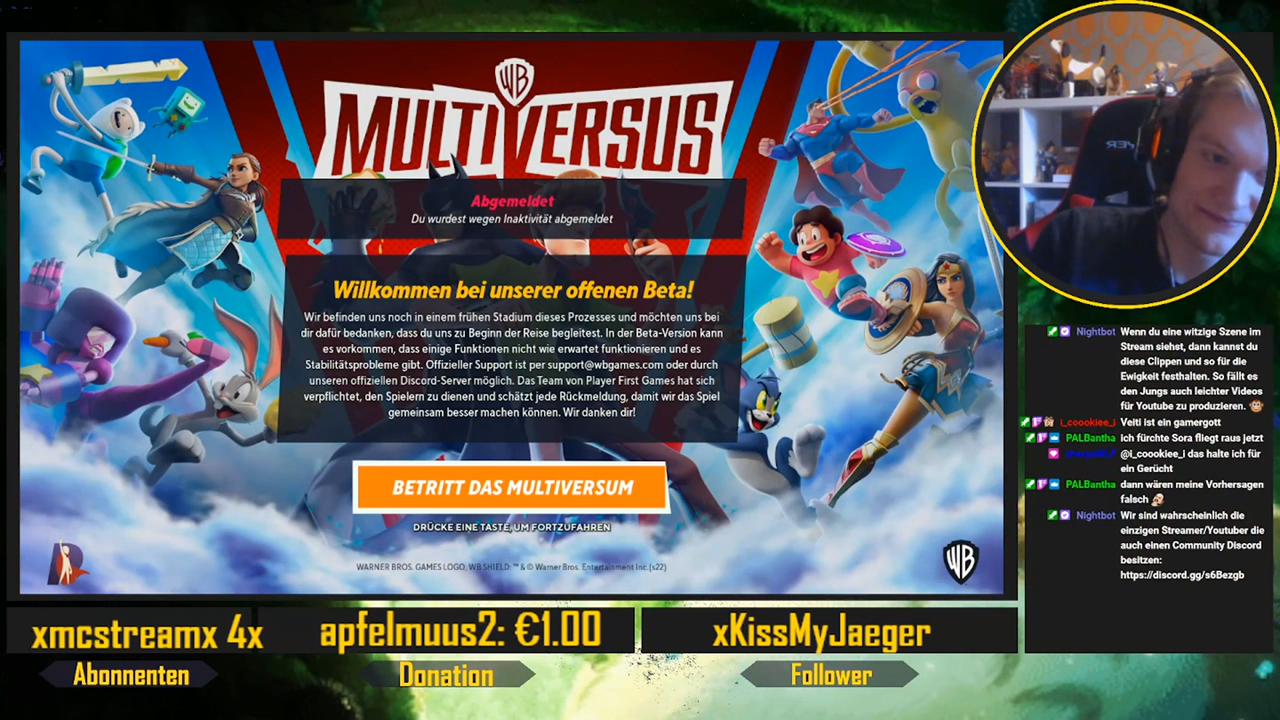 WB
MULTIVERSUS
Abgemeldet
Du wurdest wegen Inaktivität abgemeldet
Willkommen bei unserer offenen Beta!
Wir befinden uns noch in einem frühen Stadium dieses Prozesses und möchten uns bei
dir dafür bedanken, dass du uns zu Beginn der Reise begleitest. In der Beta-Version kann
es vorkommen, dass einige Funktionen nicht wie erwartet funktionieren und es
Stabilitätsprobleme gibt. Offizieller Support ist per support@wbgames.com oder durch
unseren offiziellen Discord-Server möglich. Das Team von Player First Games hat sich
verpflichtet, den Spielern zu dienen und schätzt jede Rückmeldung, damit wir das Spiel
gemeinsam besser machen können. Wir danken dir!
BETRITT DAS MULTIVERSUM
DRÜCKE EINE TASTE, UM FORTZUFAHREN
WARNER BROS. GAMES LOGO, WB SHIELD: ™ & © Warner Bros. Entertainment Inc. (s22)
WB
Nightbot Wenn du eine witzige Szene im
Stream siehst, dann kannst du
diese Clippen und so für die
Ewigkeit festhalten. So fällt es
den Jungs auch leichter Videos
für Youtube zu produzieren.
i_coookiee_i Veiti ist ein gamergott
PALBantha ich fürchte Sora fliegt raus jetzt
@i_coookiee_i das halte ich für
ein Gerücht
PALBantha dann wären meine Vorhersagen
falsch
Nightbot Wir sind wahrscheinlich die
einzigen Streamer/Youtuber die
auch einen Community Discord
besitzen:
https://discord.gg/s6Bezgb
xmcstreamx 4x
apfelmuus2: €1.00
xKissMyJaeger
Abonnenten
Donation
Follower